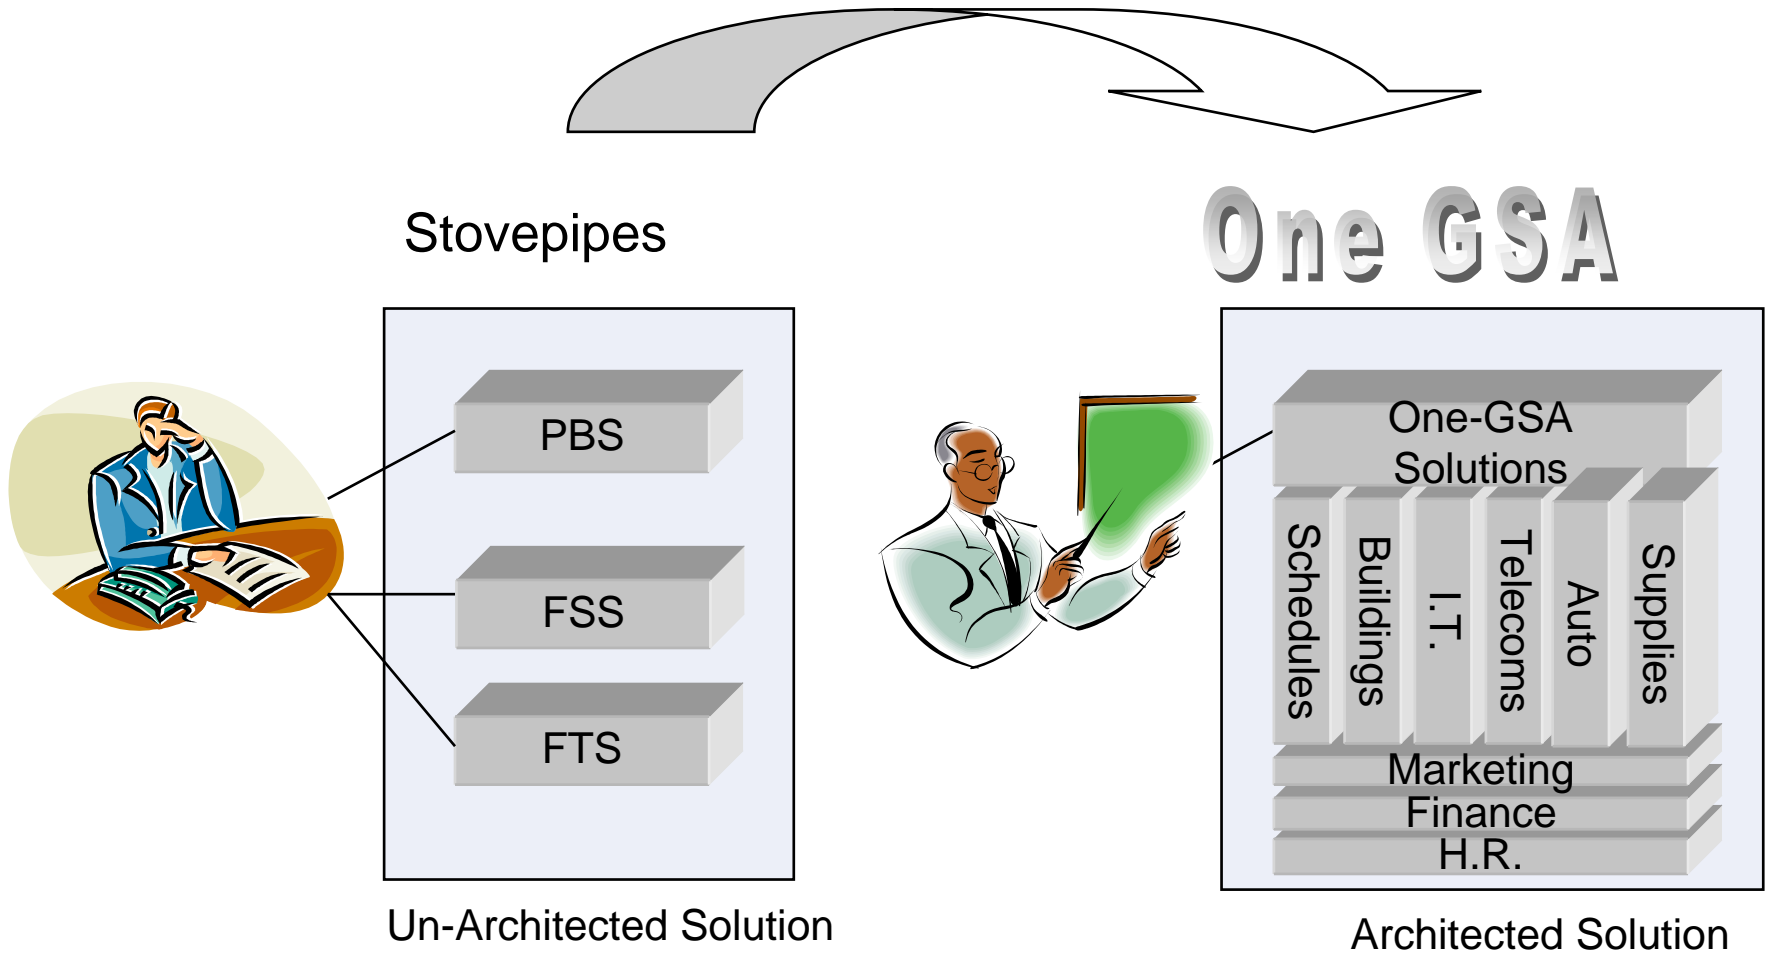 Stovepipes
One GSA
PBS
FSS
FTS
Un-Architected Solution
One-GSA
Solutions
Schedules
Buildings
I.T.
Telecoms
Auto
Supplies
Marketing
Finance
H.R.
Architected Solution